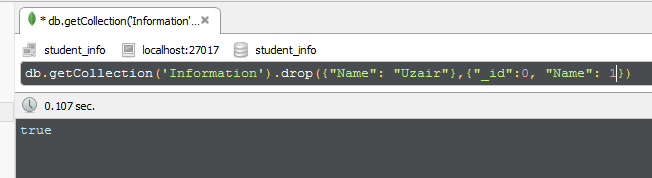 * db.getCollection('Information'...
student_info localhost:27017 student_info
db.getCollection('Information').drop({"Name": "Uzair"},{"_id":0, "Name": 1})
0.107 sec.
true